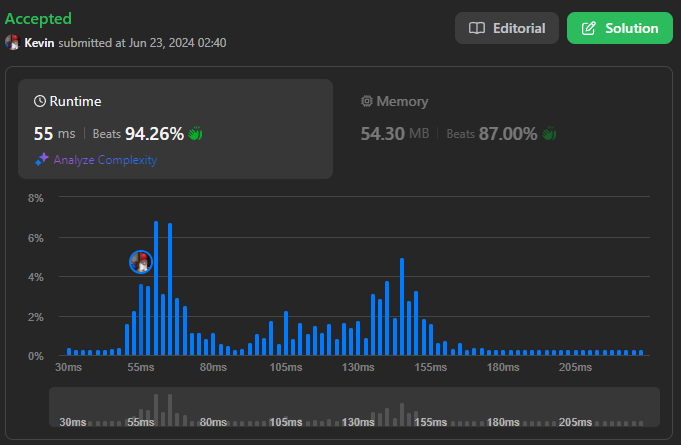 Accepted
Kevin submitted at Jun 23, 2024 02:40
Editorial
Solution
Runtime
55 ms | Beats 94.26%
Analyze Complexity
Memory
54.30 MB | Beats 87.00%
8%
6%
4%
2%
0%
30ms 55ms 80ms 105ms 130ms 155ms 180ms 205ms
30ms 55ms 80ms 105ms 130ms 155ms 180ms 205ms